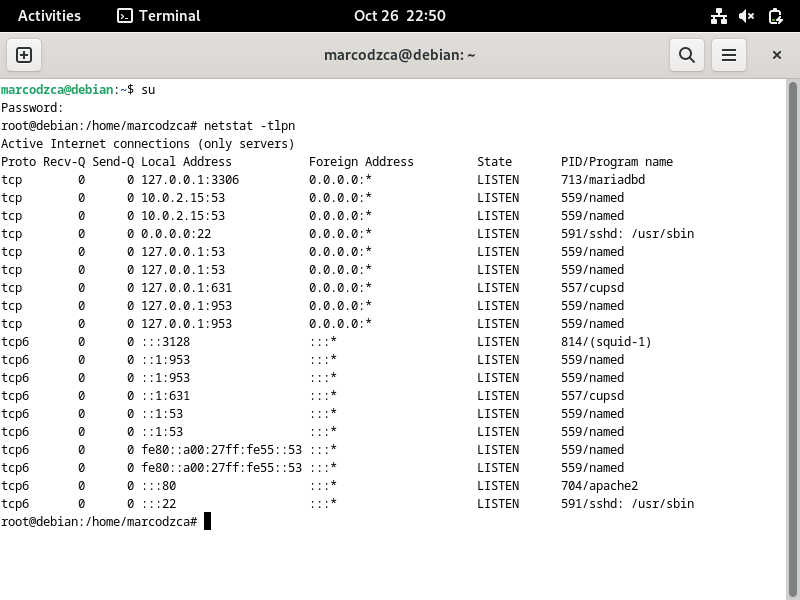 Activities Terminal Oct 26 22:50
marcodzca@debian: ~
marcodzca@debian:~$ su
Password:
root@debian:/home/marcodzca# netstat -tlpn
Active Internet connections (only servers)
Proto Recv-Q Send-Q Local Address           Foreign Address         State       PID/Program name
tcp        0      0 127.0.0.1:3306          0.0.0.0:*               LISTEN      713/mariadbd
tcp        0      0 10.0.2.15:53            0.0.0.0:*               LISTEN      559/named
tcp        0      0 10.0.2.15:53            0.0.0.0:*               LISTEN      559/named
tcp        0      0 0.0.0.0:22              0.0.0.0:*               LISTEN      591/sshd: /usr/sbin
tcp        0      0 127.0.0.1:53            0.0.0.0:*               LISTEN      559/named
tcp        0      0 127.0.0.1:53            0.0.0.0:*               LISTEN      559/named
tcp        0      0 127.0.0.1:631           0.0.0.0:*               LISTEN      557/cupsd
tcp        0      0 127.0.0.1:953           0.0.0.0:*               LISTEN      559/named
tcp        0      0 127.0.0.1:953           0.0.0.0:*               LISTEN      559/named
tcp6       0      0 :::3128                 :::*                    LISTEN      814/(squid-1)
tcp6       0      0 ::1:953                 :::*                    LISTEN      559/named
tcp6       0      0 ::1:953                 :::*                    LISTEN      559/named
tcp6       0      0 ::1:631                 :::*                    LISTEN      557/cupsd
tcp6       0      0 ::1:53                  :::*                    LISTEN      559/named
tcp6       0      0 ::1:53                  :::*                    LISTEN      559/named
tcp6       0      0 fe80::a00:27ff:fe55::53 :::*                    LISTEN      559/named
tcp6       0      0 fe80::a00:27ff:fe55::53 :::*                    LISTEN      559/named
tcp6       0      0 :::80                   :::*                    LISTEN      704/apache2
tcp6       0      0 :::22                   :::*                    LISTEN      591/sshd: /usr/sbin
root@debian:/home/marcodzca#